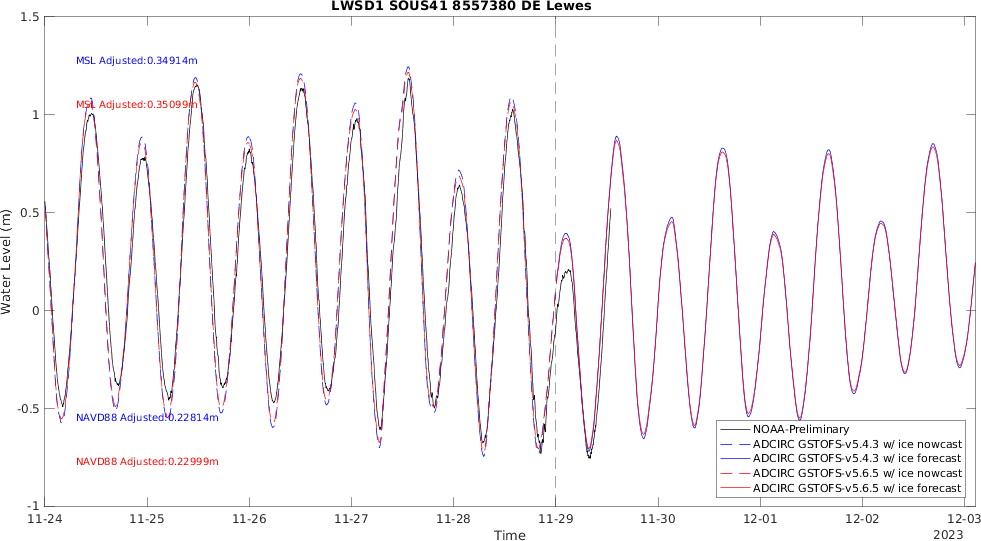 LWSD1 SOUS41 8557380 DE Lewes
1.5
MSL Adjusted:0.34914m
MSL Adjusted:0.35099m
1
0.5
Water Level (m)
0
-0.5
NAVD88 Adjusted:0.22814m
NAVD88 Adjusted:0.22999m
NOAA-Preliminary
ADCIRC GSTOFS-v5.4.3 w/ ice nowcast
ADCIRC GSTOFS-v5.4.3 w/ ice forecast
ADCIRC GSTOFS-v5.6.5 w/ ice nowcast
ADCIRC GSTOFS-v5.6.5 w/ ice forecast
-1
11-24 11-25 11-26 11-27 11-28 11-29 11-30 12-01 12-02 12-03
Time
2023